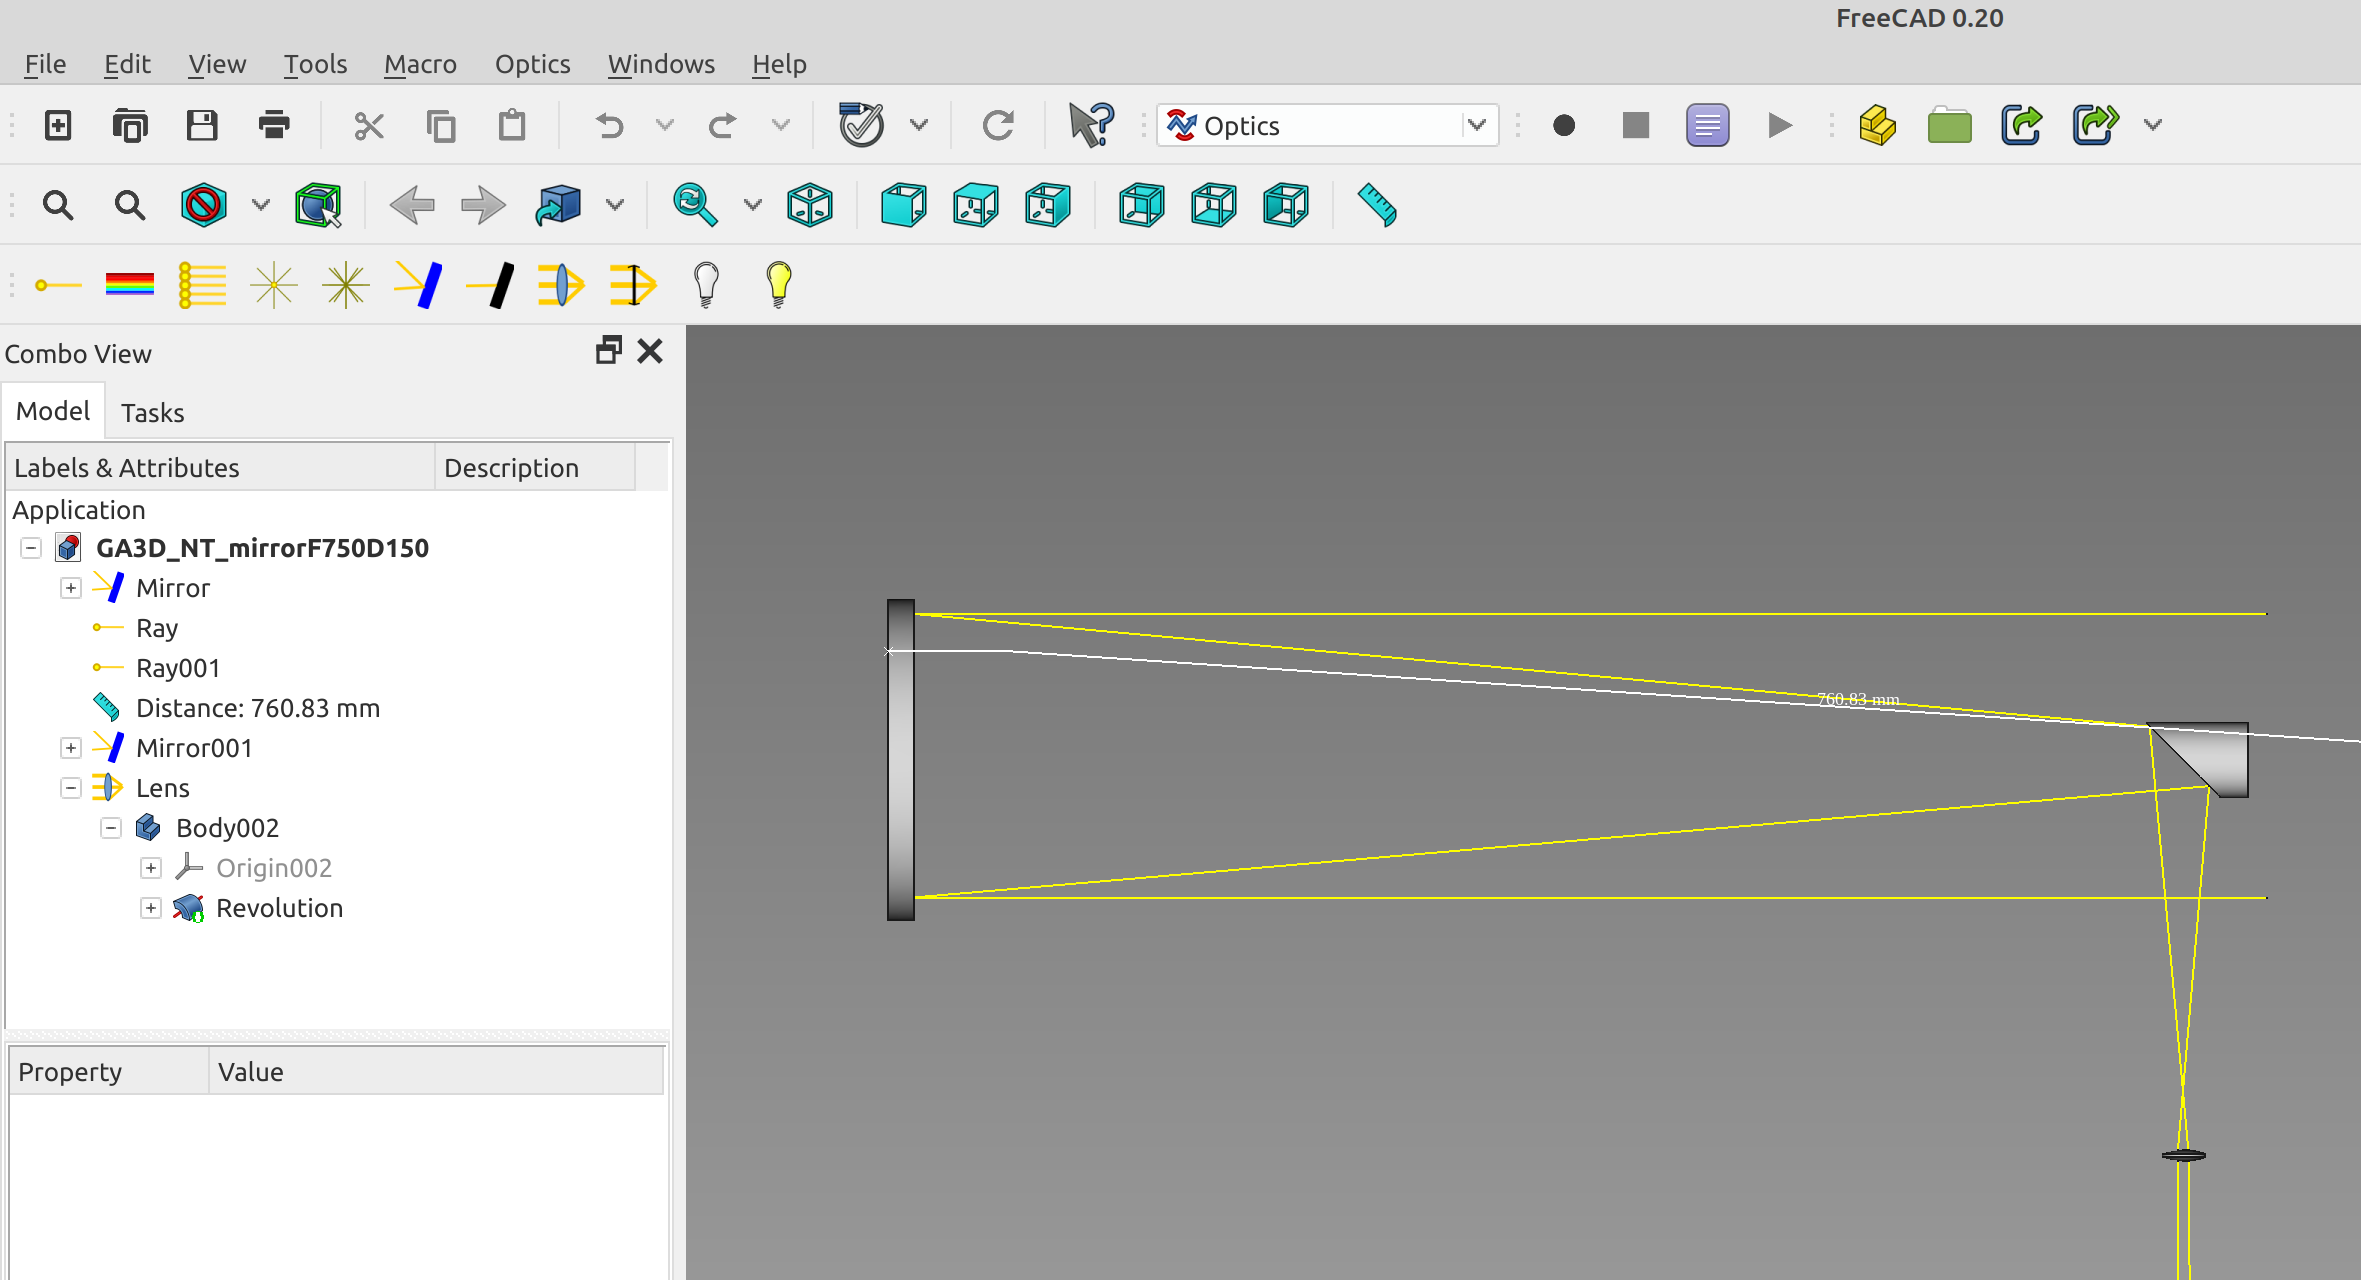 FreeCAD 0.20
File Edit View Tools Macro Optics Windows Help
Optics
Combo View
Model Tasks
Labels & Attributes Description
Application
GA3D_NT_mirrorF750D150
Mirror
Ray
Ray001
Distance: 760.83 mm
Mirror001
Lens
Body002
Origin002
Revolution
Property Value
760.83 mm